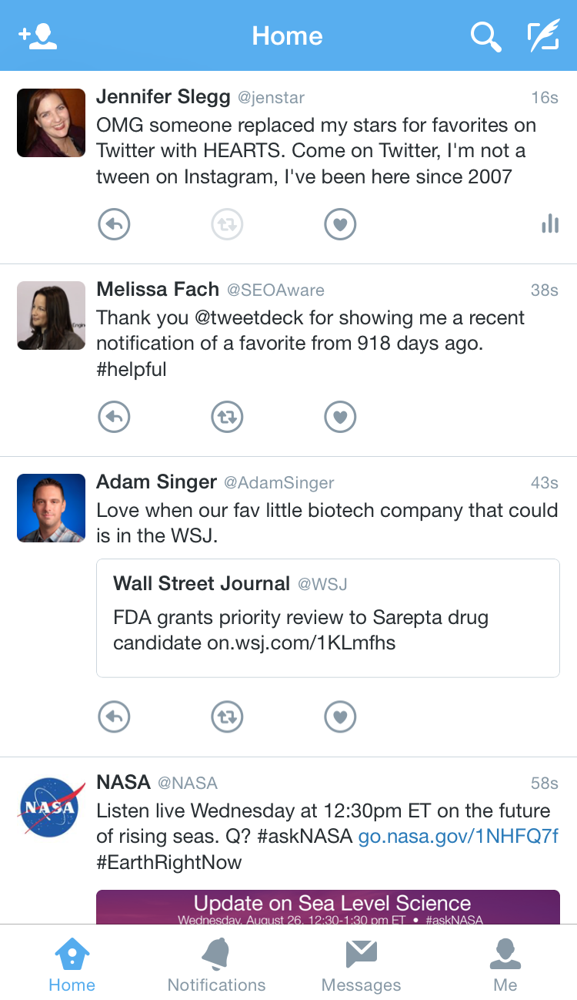 Home
Jennifer Slegg @jenstar 16s
OMG someone replaced my stars for favorites on
Twitter with HEARTS. Come on Twitter, I'm not a
tween on Instagram, I've been here since 2007
Melissa Fach @SEOAware 38s
Thank you @tweetdeck for showing me a recent
notification of a favorite from 918 days ago.
#helpful
Adam Singer @AdamSinger 43s
Love when our fav little biotech company that could
is in the WSJ.
Wall Street Journal @WSJ
FDA grants priority review to Sarepta drug
candidate on.wsj.com/1KLmfhs
NASA @NASA 58s
NASA
Listen live Wednesday at 12:30pm ET on the future
of rising seas. Q? #askNASA go.nasa.gov/1NHFQ7f
#EarthRightNow
Update on Sea Level Science
Wednesday, August 26, 12:30-1:30 pm ET • #askNASA
Home Notifications Messages Me